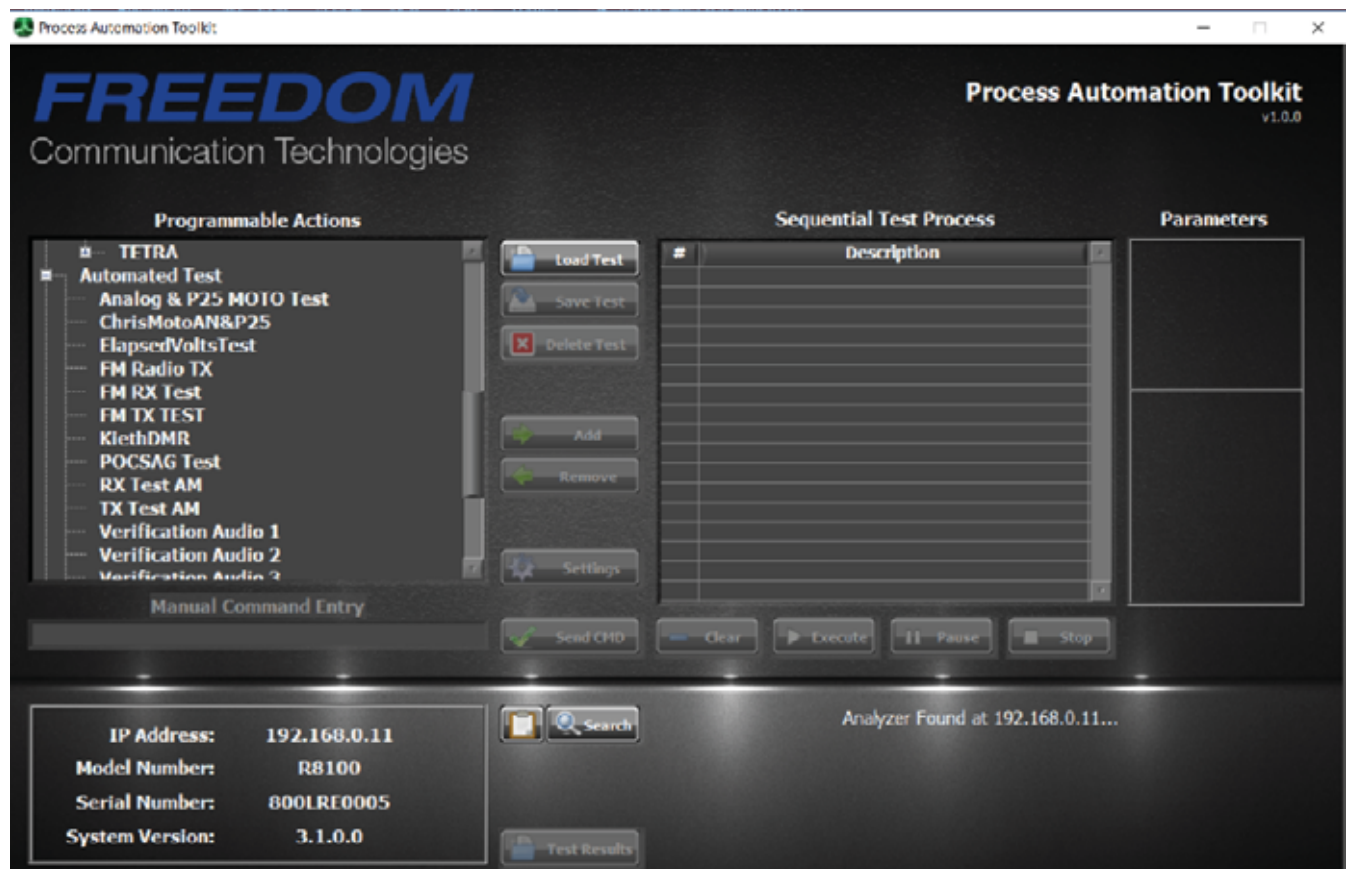 Process Automation Toolkit
FREEDOM
Communication Technologies
Process Automation Toolkit
v1.0.0
Programmable Actions
Sequential Test Process
Parameters
TETRA
Automated Test
Analog & P25 MOTO Test
ChrisMotoAN&P25
ElapsedVoltsTest
FM Radio TX
FM RX Test
FM TX TEST
KiethDMR
POCSAG Test
RX Test AM
TX Test AM
Verification Audio 1
Verification Audio 2
Verification Audio 3
Load Test
Save Test
Delete Test
Add
Remove
Settings
# Description
Manual Command Entry
Send CMD
Clear
Execute
Pause
Stop
IP Address: 192.168.0.11
Model Number: R8100
Serial Number: 800LRE0005
System Version: 3.1.0.0
Search
Test Results
Analyzer Found at 192.168.0.11...